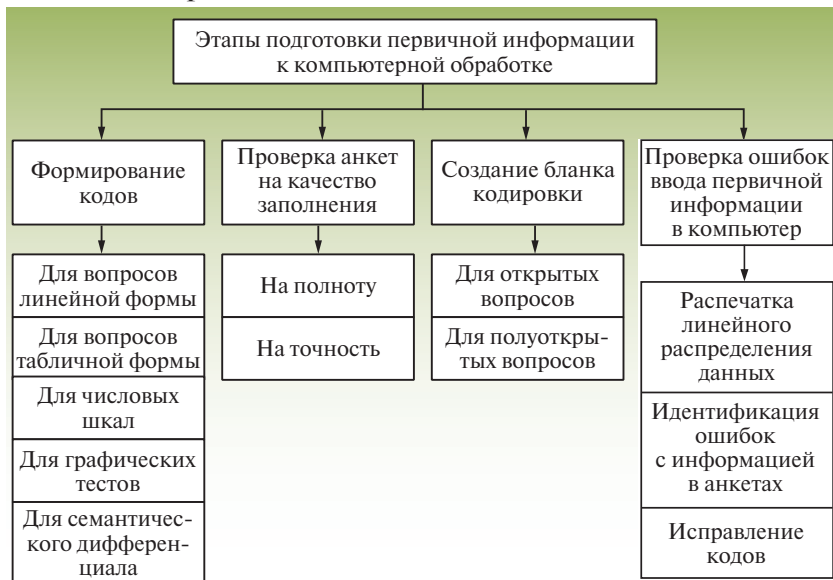 Этапы подготовки первичной информации
к компьютерной обработке
Формирование
кодов
Для вопросов
линейной формы
Для вопросов
табличной формы
Для числовых
шкал
Для графических
тестов
Для семантичес-
кого дифферен-
циала
Проверка анкет
на качество
заполнения
На полноту
На точность
Создание бланка
кодировки
Для открытых
вопросов
Для полуоткры-
тых вопросов
Проверка ошибок
ввода первичной
информации
в компьютер
Распечатка
линейного
распределения
данных
Идентификация
ошибок
с информацией
в анкетах
Исправление
кодов